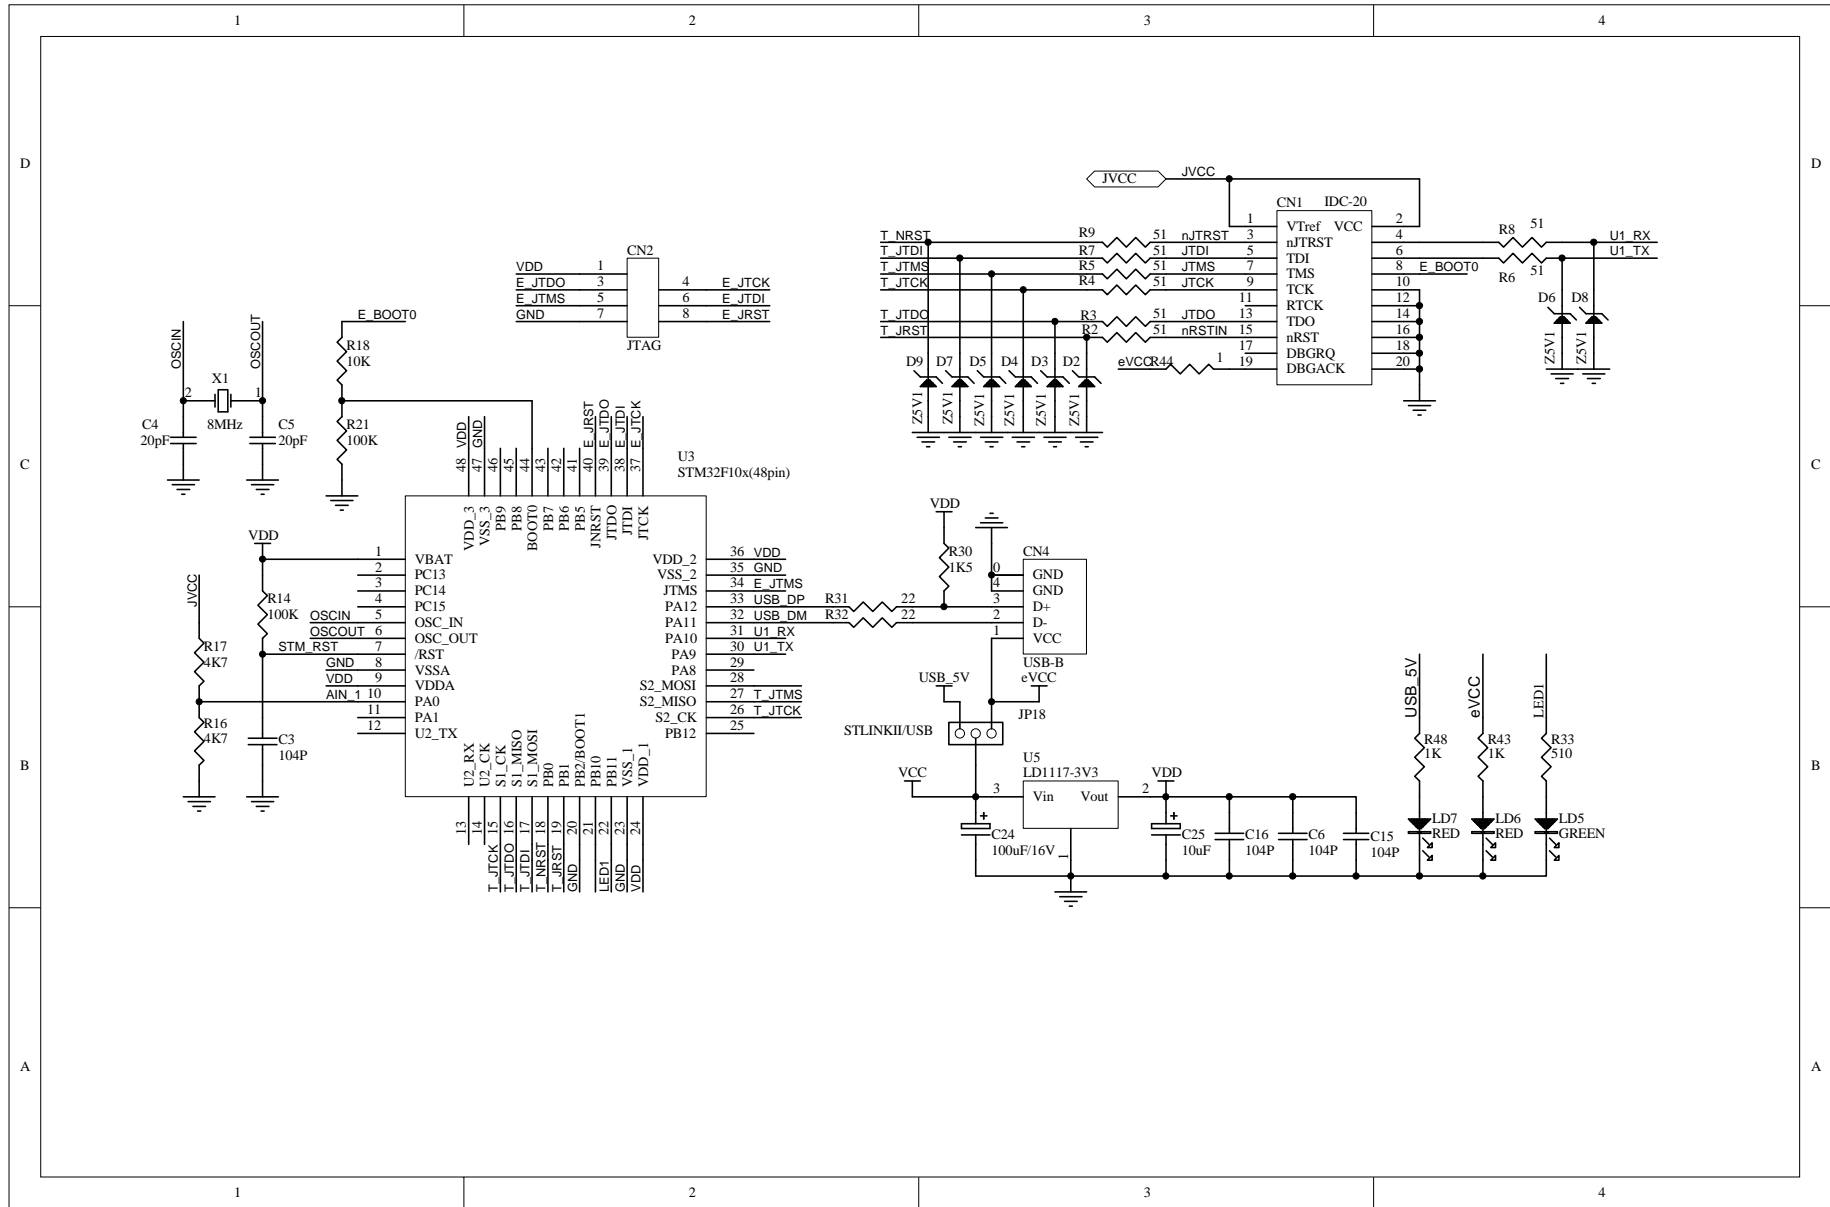 1 2 3 4
D
D
C
C
B
B
A
A
1 2 3 4
JVCC JVCC
CN1 IDC-20
1 VTref VCC 2
T_NRST R9 51 nJTRST 3 nJTRST 4 R8 51 U1_RX
T_JTDI R7 51 JTDI 5 TDI 6 R6 51 U1_TX
T_JTMS R5 51 JTMS 7 TMS 8 E_BOOT0
T_JTCK R4 51 JTCK 9 TCK 10
11 RTCK 12
T_JTDO R3 51 JTDO 13 TDO 14
T_JRST R2 51 nRSTIN 15 nRST 16
17 DBGRQ 18
eVCC R44 1 19 DBGACK 20
D9 D7 D5 D4 D3 D2
Z5V1 Z5V1 Z5V1 Z5V1 Z5V1 Z5V1
D6 D8
Z5V1 Z5V1
CN2
VDD 1
E_JTDO 3 4 E_JTCK
E_JTMS 5 6 E_JTDI
GND 7 8 E_JRST
JTAG
OSCIN OSCOUT
X1
2 1
8MHz
C4
20pF
C5
20pF
E_BOOT0
R18
10K
R21
100K
U3
STM32F10x(48pin)
VDD GND E_JRST E_JTDO E_JTDI E_JTCK
48 47 46 45 44 43 42 41 40 39 38 37
VDD_3 VSS_3 PB9 PB8 BOOT0 PB7 PB6 PB5 JNRST JTDO JTDI JTCK
1 VBAT
2 PC13
3 PC14
4 PC15
OSCIN 5 OSC_IN
OSCOUT 6 OSC_OUT
STM_RST 7 /RST
GND 8 VSSA
VDD 9 VDDA
AIN_1 10 PA0
11 PA1
12 U2_TX
VDD_2 36 VDD
VSS_2 35 GND
JTMS 34 E_JTMS
PA12 33 USB_DP R31 22
PA11 32 USB_DM R32 22
PA10 31 U1_RX
PA9 30 U1_TX
PA8 29
S2_MOSI 28
S2_MISO 27 T_JTMS
S2_CK 26 T_JTCK
PB12 25
U2_RX U2_CK S1_CK S1_MISO S1_MOSI PB0 PB1 PB2/BOOT1 PB10 PB11 VSS_1 VDD_1
13 14 15 16 17 18 19 20 21 22 23 24
T_JTCK T_JTDO T_JTDI T_NRST T_JRST GND LED1 GND VDD
VDD
R14
100K
JVCC
R17
4K7
R16
4K7
C3
104P
VDD
R30
1K5
CN4
0 GND
4 GND
3 D+
2 D-
1 VCC
USB-B
USB_5V eVCC
JP18
STLINKII/USB
U5
LD1117-3V3
VCC 3 Vin Vout 2 VDD
1
+
C24
100uF/16V
+
C25
10uF
C16
104P
C6
104P
C15
104P
USB_5V eVCC LED1
R48
1K
R43
1K
R33
510
LD7
RED
LD6
RED
LD5
GREEN